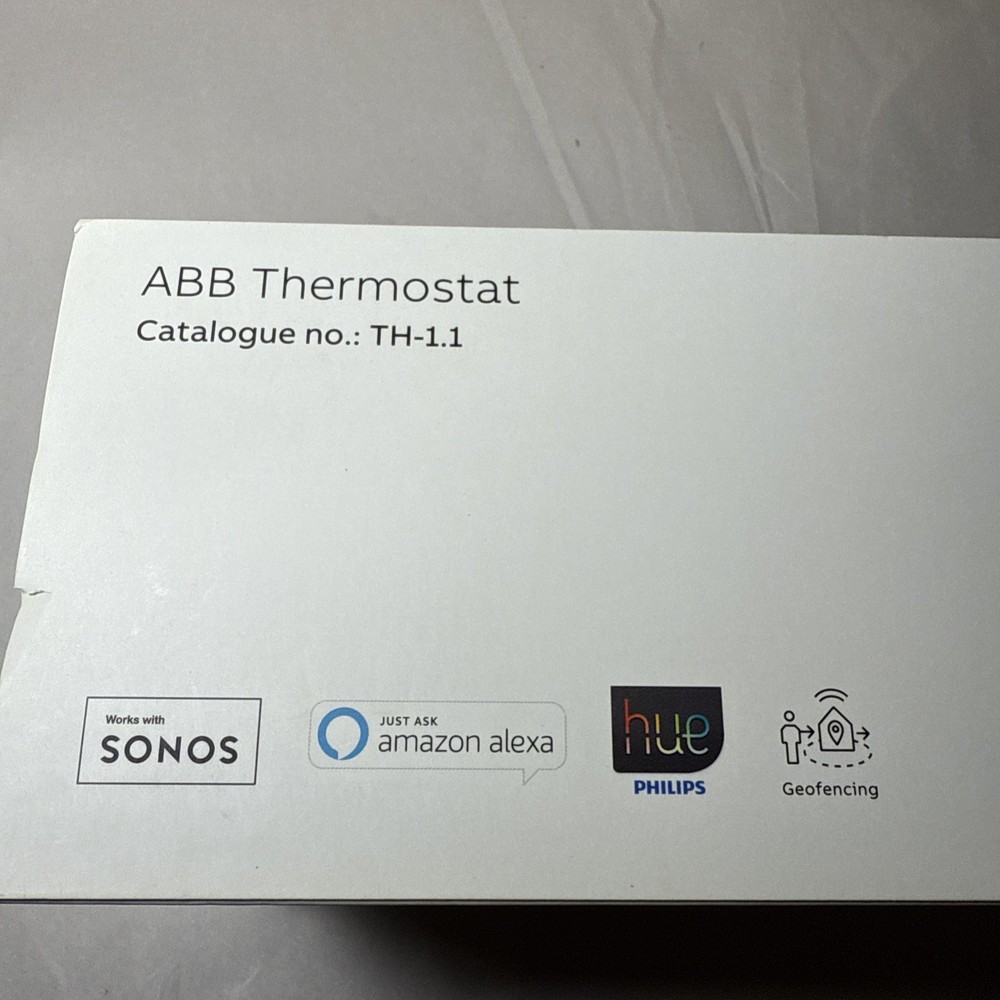 ABB Thermostat
Catalogue no.: TH-1.1
Works with
SONOS
JUST ASK
amazon alexa
hue
PHILIPS
Geofencing